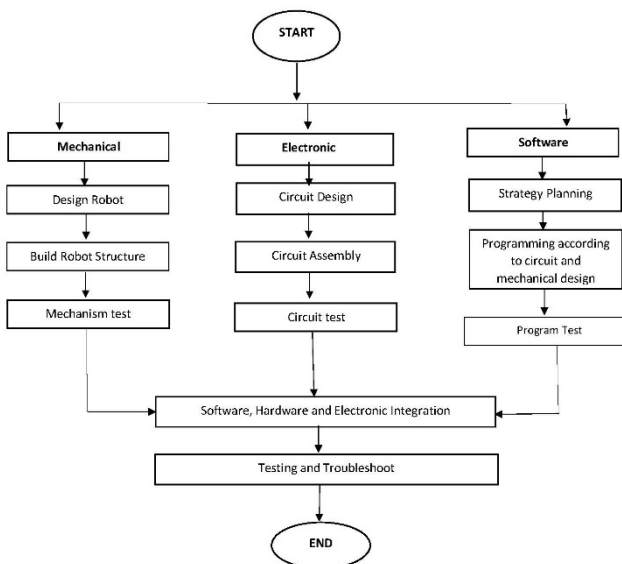 START
Mechanical
Electronic
Software
Design Robot
Circuit Design
Strategy Planning
Build Robot Structure
Circuit Assembly
Programming according
to circuit and
mechanical design
Mechanism test
Circuit test
Program Test
Software, Hardware and Electronic Integration
Testing and Troubleshoot
END